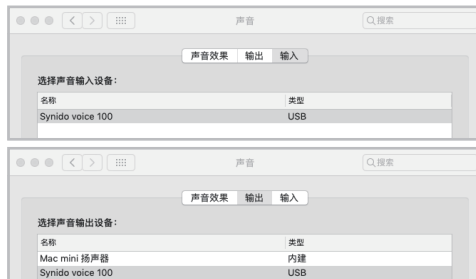 声音
搜索
声音效果 输出 输入
选择声音输入设备：
名称 类型
Synido voice 100 USB
声音
搜索
声音效果 输出 输入
选择声音输出设备：
名称 类型
Mac mini 扬声器 内建
Synido voice 100 USB